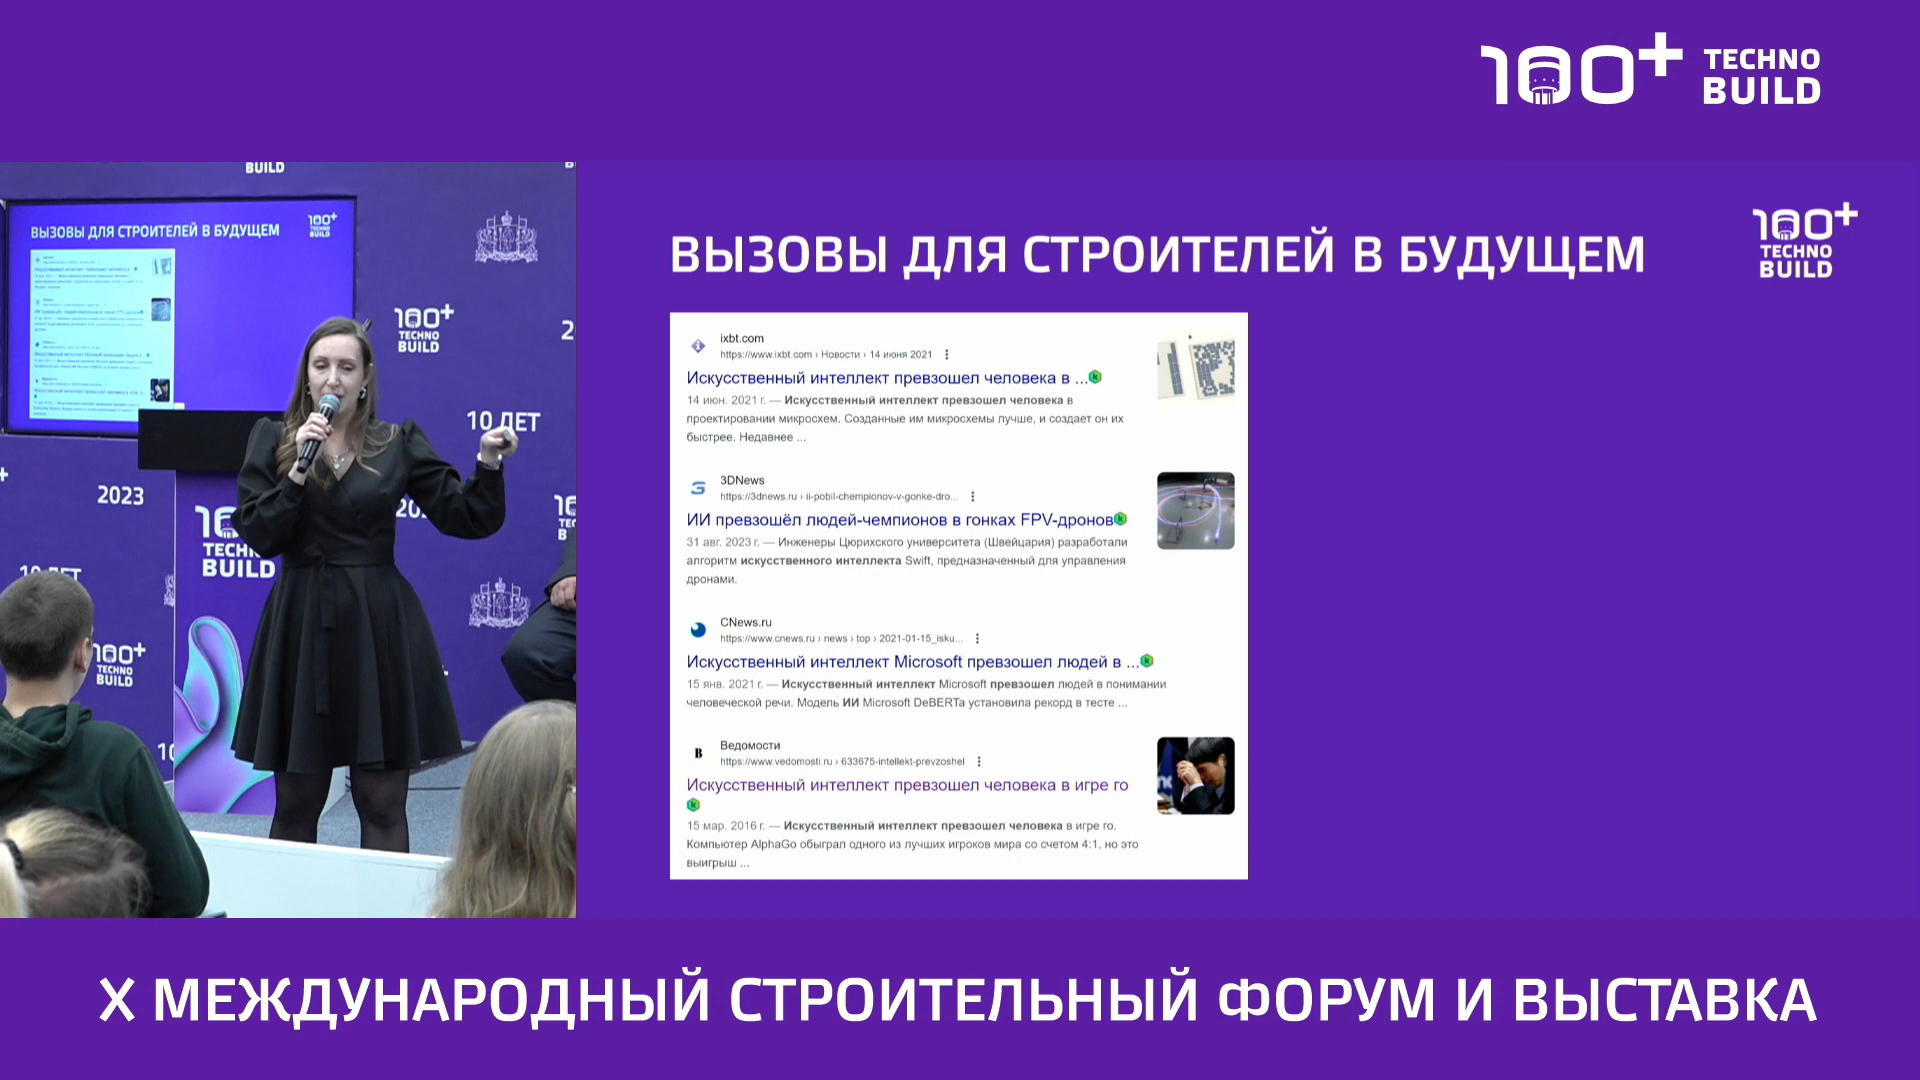 100+ TECHNO
BUILD
BUILD
ВЫЗОВЫ ДЛЯ СТРОИТЕЛЕЙ В БУДУЩЕМ
100+
TECHNO
BUILD
100+
TECHNO
BUILD
10 ЛЕТ
2023
TECHN
BUILD
10 ЛЕТ
100+
TECHNO
BUILD
ВЫЗОВЫ ДЛЯ СТРОИТЕЛЕЙ В БУДУЩЕМ
100+
TECHNO
BUILD
ixbt.com
https://www.ixbt.com › Новости › 14 июня 2021
Искусственный интеллект превзошел человека в ...
14 июн. 2021 г. — Искусственный интеллект превзошел человека в
проектировании микросхем. Созданные им микросхемы лучше, и создает он их
быстрее. Недавнее ...
3DNews
https://3dnews.ru › ii-pobil-chempionov-v-gonke-dro...
ИИ превзошёл людей-чемпионов в гонках FPV-дронов
31 авг. 2023 г. — Инженеры Цюрихского университета (Швейцария) разработали
алгоритм искусственного интеллекта Swift, предназначенный для управления
дронами.
CNews.ru
https://www.cnews.ru › news › top › 2021-01-15_isku...
Искусственный интеллект Microsoft превзошел людей в ...
15 янв. 2021 г. — Искусственный интеллект Microsoft превзошел людей в понимании
человеческой речи. Модель ИИ Microsoft DeBERTa установила рекорд в тесте ...
Ведомости
https://www.vedomosti.ru › 633675-intellekt-prevzoshel
Искусственный интеллект превзошел человека в игре го
15 мар. 2016 г. — Искусственный интеллект превзошел человека в игре го.
Компьютер AlphaGo обыграл одного из лучших игроков мира со счетом 4:1, но это
выигрыш ...
X МЕЖДУНАРОДНЫЙ СТРОИТЕЛЬНЫЙ ФОРУМ И ВЫСТАВКА